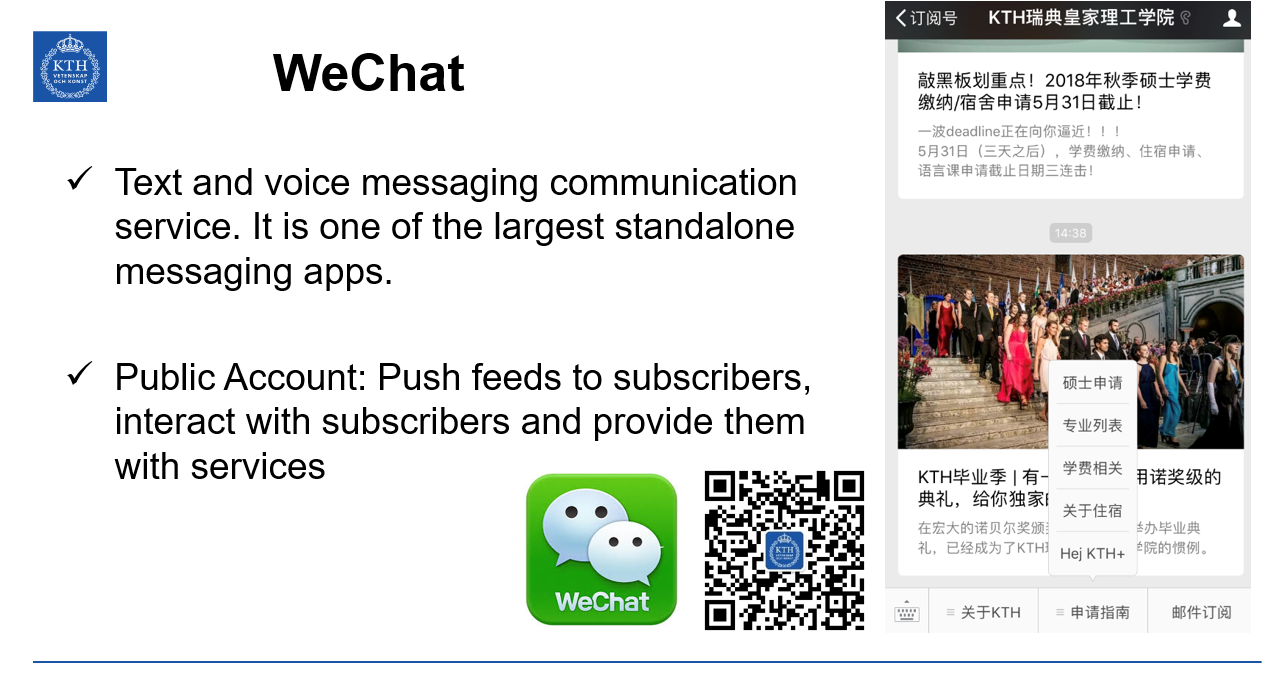 KTH
VETENSKAP
OCH KONST
WeChat
✓ Text and voice messaging communication
service. It is one of the largest standalone
messaging apps.
✓ Public Account: Push feeds to subscribers,
interact with subscribers and provide them
with services
WeChat
KTH
订阅号
KTH瑞典皇家理工学院
敲黑板划重点！2018年秋季硕士学费
缴纳/宿舍申请5月31日截止！
一波deadline正在向你逼近！！！
5月31日（三天之后），学费缴纳、住宿申请、
语言课申请截止日期三连击！
14:38
硕士申请
专业列表
学费相关
关于住宿
Hej KTH+
KTH毕业季 | 有一 用诺奖级的
典礼，给你独家
在宏大的诺贝尔奖颁 举办毕业典
礼，已经成为了KTH 学院的惯例。
关于KTH
申请指南
邮件订阅